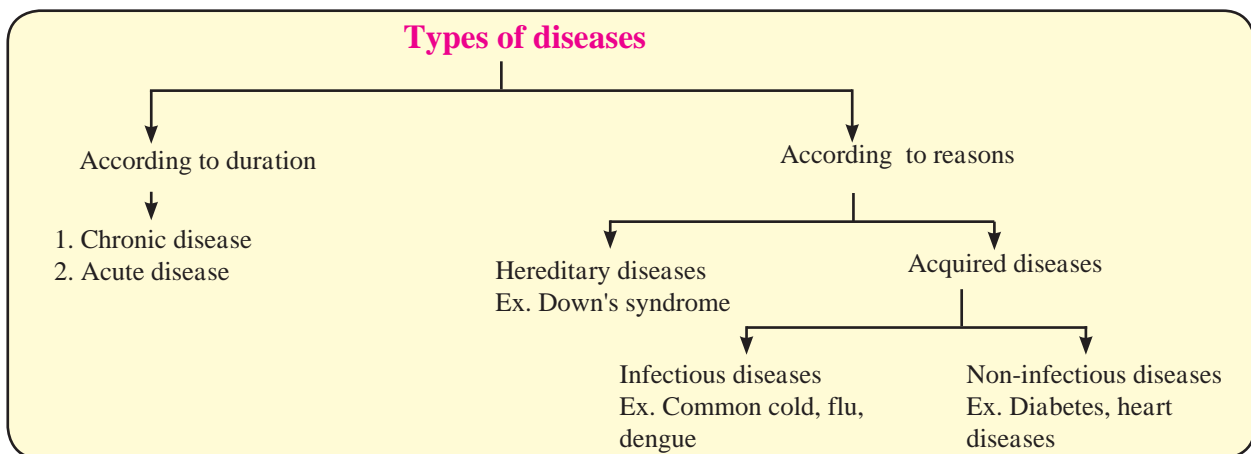 Types of diseases
According to duration
1. Chronic disease
2. Acute disease
According to reasons
Hereditary diseases
Ex. Down's syndrome
Acquired diseases
Infectious diseases
Ex. Common cold, flu,
dengue
Non-infectious diseases
Ex. Diabetes, heart
diseases